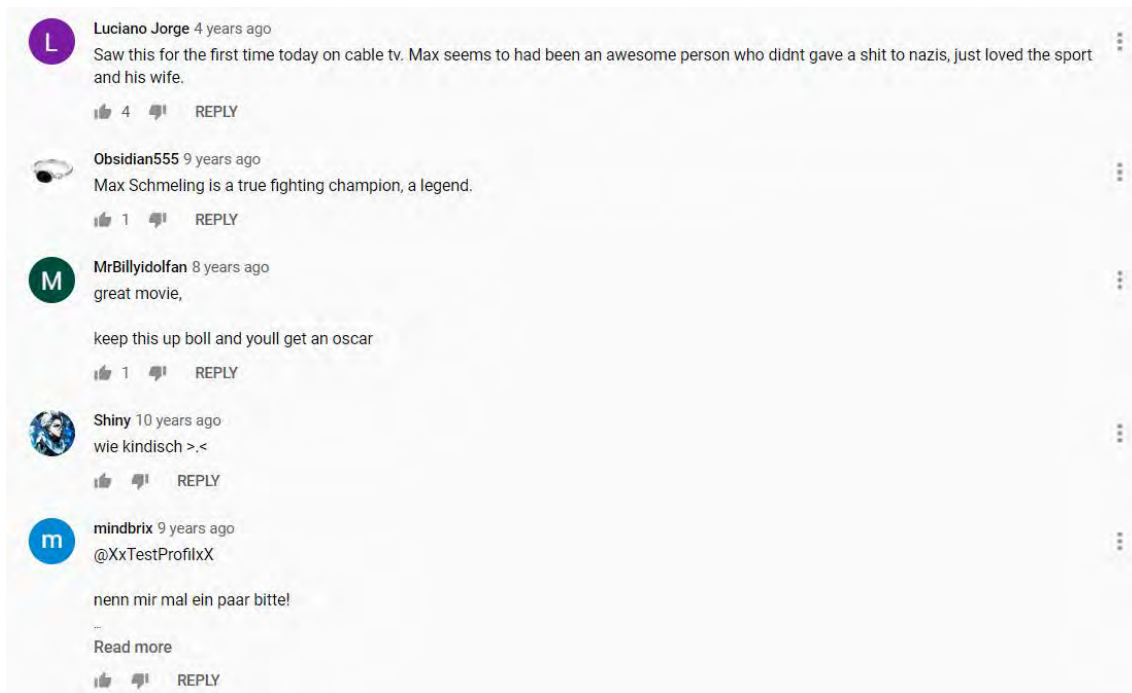 L
Luciano Jorge 4 years ago
Saw this for the first time today on cable tv. Max seems to had been an awesome person who didnt gave a shit to nazis, just loved the sport
and his wife.
4 REPLY
Obsidian555 9 years ago
Max Schmeling is a true fighting champion, a legend.
1 REPLY
M
MrBillyidolfan 8 years ago
great movie,
keep this up boll and youll get an oscar
1 REPLY
Shiny 10 years ago
wie kindisch >.<
REPLY
m
mindbrix 9 years ago
@XxTestProfilxX
nenn mir mal ein paar bitte!
...
Read more
REPLY